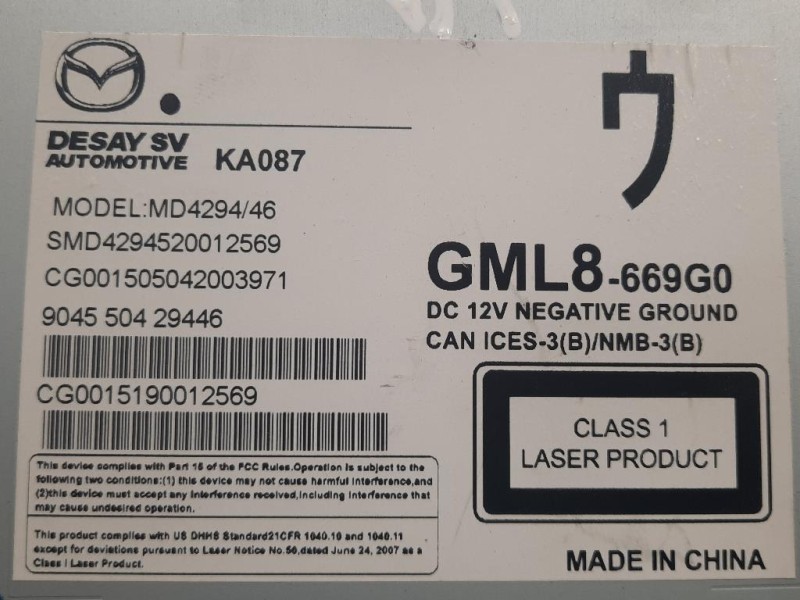 DESAY SV
AUTOMOTIVE KA087
ウ
MODEL:MD4294/46
SMD4294520012569
CG001505042003971
9045 504 29446
CG0015190012569
GML8-669G0
DC 12V NEGATIVE GROUND
CAN ICES-3(B)/NMB-3(B)
CLASS 1
LASER PRODUCT
This device complies with Part 15 of the FCC Rules.Operation is subject to the
following two conditions:(1) this device may not cause harmful interference,and
(2)this device must accept any interference received,including interference that
may cause undesired operation.
This product complies with US DHHS Standard21CFR 1040.10 and 1040.11
except for deviations pursuant to Laser Notice No.50,dated June 24, 2007 as a
Class I Laser Product.
MADE IN CHINA